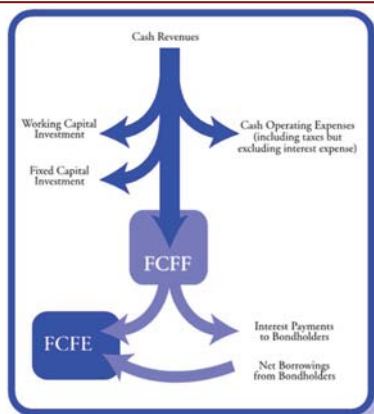 Cash Revenues
Working Capital
Investment
Cash Operating Expenses
(including taxes but
excluding interest expense)
Fixed Capital
Investment
FCFF
FCFE
Interest Payments
to Bondholders
Net Borrowings
from Bondholders